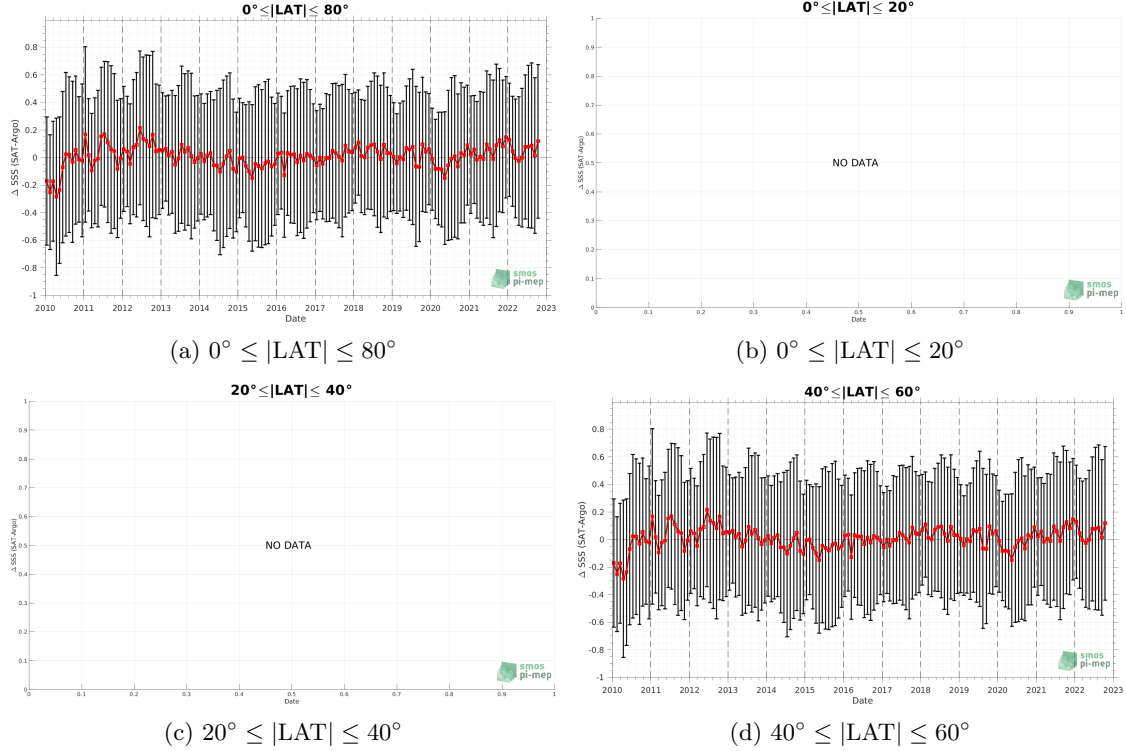 0°≤|LAT|≤ 80°
Δ SSS (SAT-Argo)
0.8
0.6
0.4
0.2
0
-0.2
-0.4
-0.6
-0.8
-1
2010 2011 2012 2013 2014 2015 2016 2017 2018 2019 2020 2021 2022 2023
Date
smos
pi-mep
(a) 0° ≤ |LAT| ≤ 80°
0°≤|LAT|≤ 20°
Δ SSS (SAT-Argo)
1
0.9
0.8
0.7
0.6
0.5
0.4
0.3
0.2
0.1
0
NO DATA
0 0.1 0.2 0.3 0.4 0.5 0.6 0.7 0.8 0.9 1
Date
smos
pi-mep
(b) 0° ≤ |LAT| ≤ 20°
20°≤|LAT|≤ 40°
Δ SSS (SAT-Argo)
1
0.9
0.8
0.7
0.6
0.5
0.4
0.3
0.2
0.1
0
NO DATA
0 0.1 0.2 0.3 0.4 0.5 0.6 0.7 0.8 0.9 1
Date
smos
pi-mep
(c) 20° ≤ |LAT| ≤ 40°
40°≤|LAT|≤ 60°
Δ SSS (SAT-Argo)
0.8
0.6
0.4
0.2
0
-0.2
-0.4
-0.6
-0.8
-1
2010 2011 2012 2013 2014 2015 2016 2017 2018 2019 2020 2021 2022 2023
Date
smos
pi-mep
(d) 40° ≤ |LAT| ≤ 60°